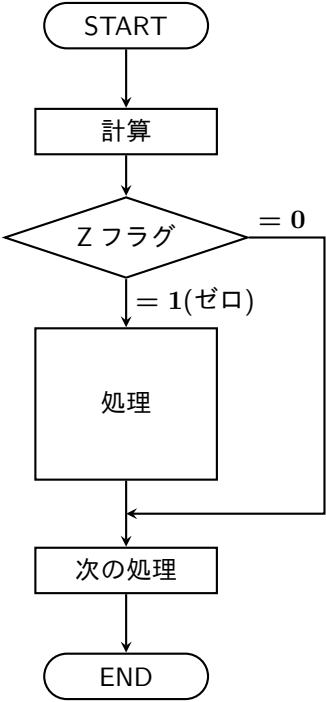 START
計算
Z フラグ
= 0
= 1(ゼロ)
処理
次の処理
END